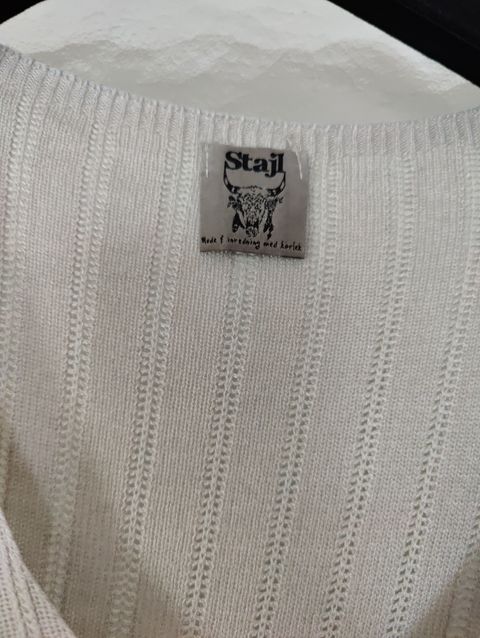 Stajl
Mode & inredning med kärlek